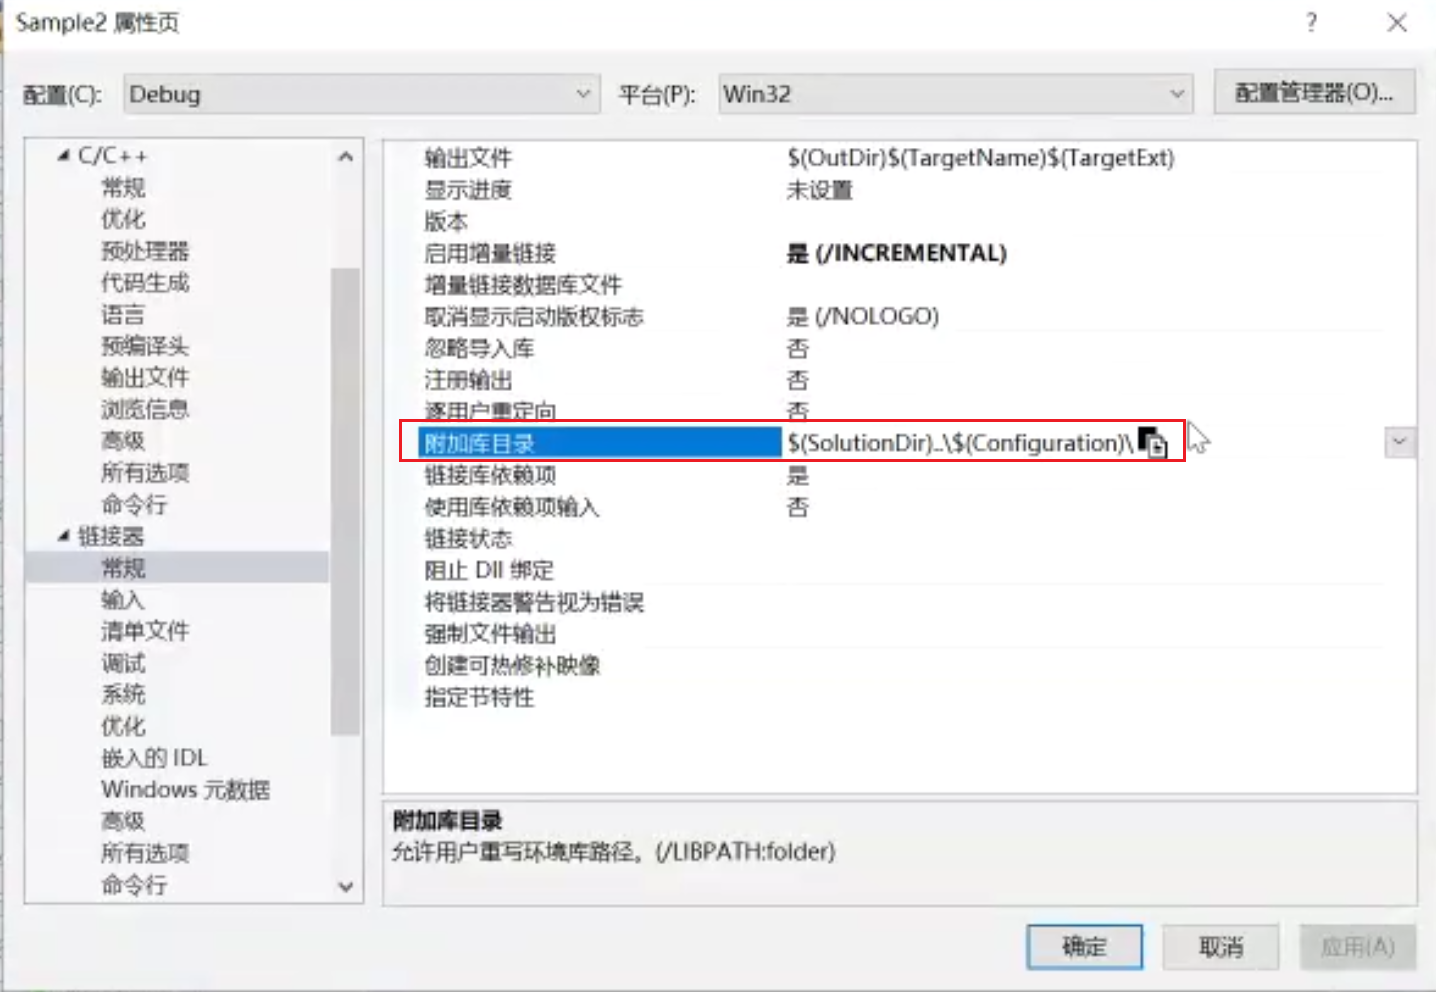 Sample2 属性页
配置(C): Debug 平台(P): Win32 配置管理器(O)...
C/C++
常规
优化
预处理器
代码生成
语言
预编译头
输出文件
浏览信息
高级
所有选项
命令行
链接器
常规
输入
清单文件
调试
系统
优化
嵌入的 IDL
Windows 元数据
高级
所有选项
命令行
输出文件 $(OutDir)$(TargetName)$(TargetExt)
显示进度 未设置
版本
启用增量链接 是 (/INCREMENTAL)
增量链接数据库文件
取消显示启动版权标志 是 (/NOLOGO)
忽略导入库 否
注册输出 否
逐用户重定向 否
附加库目录 $(SolutionDir)..\$(Configuration)\
链接库依赖项 是
使用库依赖项输入 否
链接状态
阻止 Dll 绑定
将链接器警告视为错误
强制文件输出
创建可热修补映像
指定节特性
附加库目录
允许用户重写环境库路径。(/LIBPATH:folder)
确定 取消 应用(A)